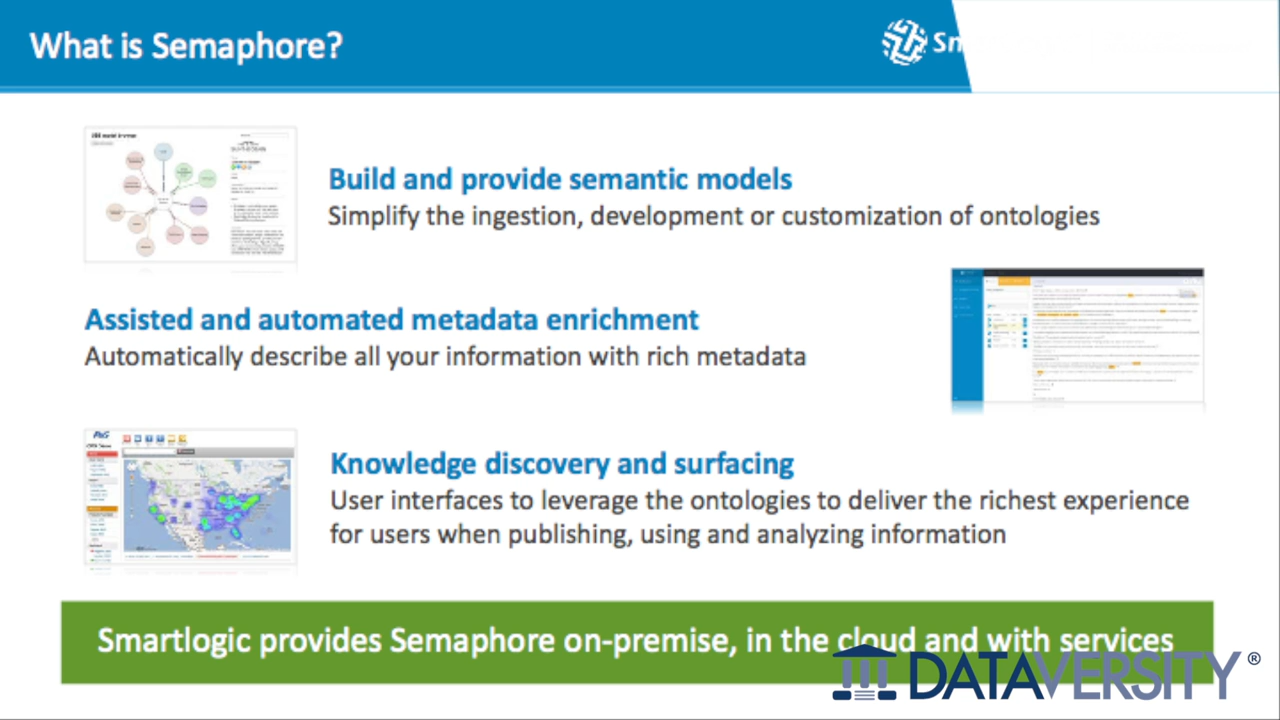 What is Semaphore?
Build and provide semantic models
Simplify the ingestion, development or customization of ontologies
Assisted and automated metadata enrichment
Automatically describe all your information with rich metadata
P&G
Knowledge discovery and surfacing
User interfaces to leverage the ontologies to deliver the richest experience
for users when publishing, using and analyzing information
Smartlogic provides Semaphore on-premise, in the cloud and with services
DATAVERSITY®